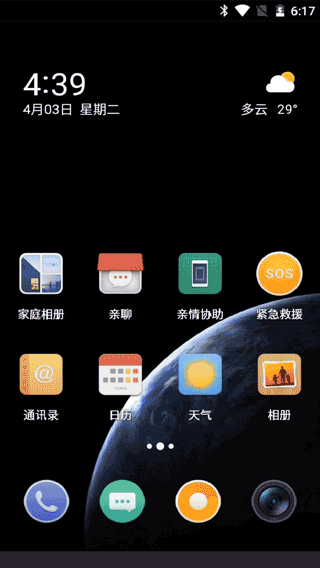 6:17
4:39
4月03日 星期二
多云 29°
家庭相册 亲聊 亲情协助 紧急救援
SOS
@
通讯录 日历 天气 相册